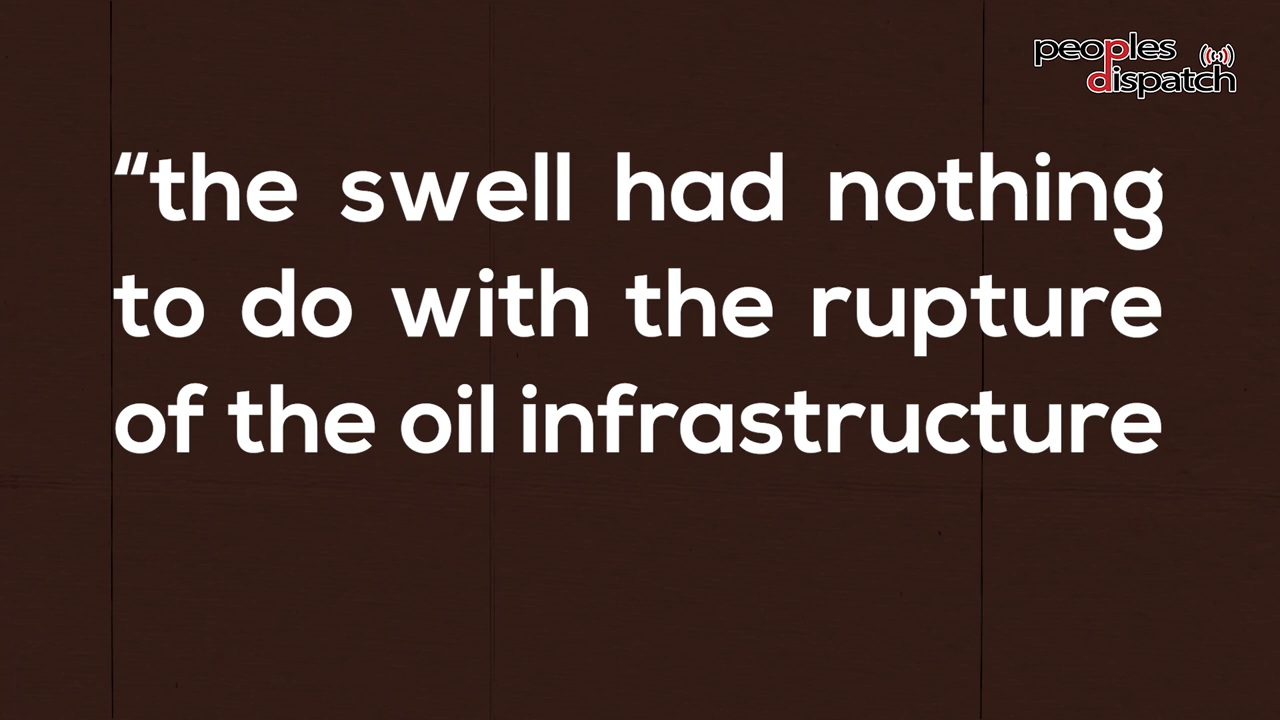 peoples
dispatch
“the swell had nothing
to do with the rupture
of the oil infrastructure